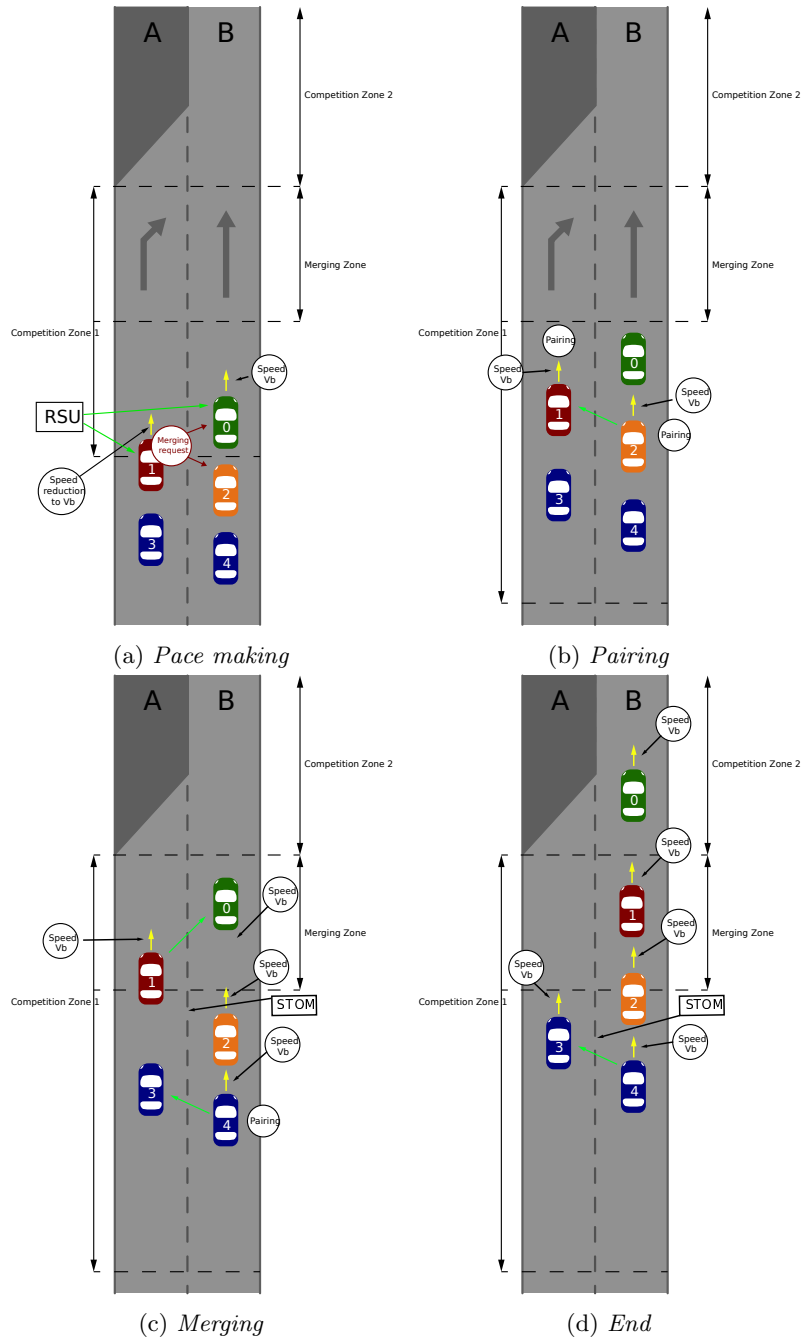 A B
Competition Zone 2
Merging Zone
Competition Zone 1
Speed
Vb
RSU
0
Merging
request
1
Speed
reduction
to Vb
2
3
4
(a) Pace making
A B
Competition Zone 2
Merging Zone
Competition Zone 1
Pairing
0
Speed
Vb
1
Speed
Vb
2
Pairing
3
4
(b) Pairing
A B
Competition Zone 2
Speed
Vb
0
Speed
Vb
Merging Zone
1
Speed
Vb
Competition Zone 1
STOM
2
Speed
Vb
3
4
Pairing
(c) Merging
A B
Speed
Vb
Competition Zone 2
0
Speed
Vb
1
Speed
Vb
Merging Zone
Speed
Vb
Competition Zone 1
2
STOM
3
Speed
Vb
4
(d) End